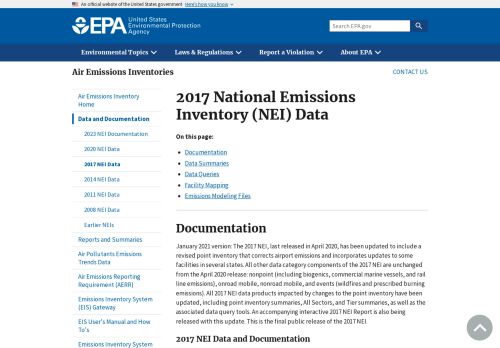 An official website of the United States government Here's how you know
EPA United States
Environmental Protection
Agency
Search EPA.gov
Environmental Topics
Laws & Regulations
Report a Violation
About EPA
Air Emissions Inventories
CONTACT US
Air Emissions Inventory
Home
Data and Documentation
2023 NEI Documentation
2020 NEI Data
2017 NEI Data
2014 NEI Data
2011 NEI Data
2008 NEI Data
Earlier NEIs
Reports and Summaries
Air Pollutants Emissions
Trends Data
Air Emissions Reporting
Requirement (AERR)
Emissions Inventory System
(EIS) Gateway
EIS User's Manual and How
To's
Emissions Inventory System
2017 National Emissions
Inventory (NEI) Data
On this page:
Documentation
Data Summaries
Data Queries
Facility Mapping
Emissions Modeling Files
Documentation
January 2021 version: The 2017 NEI, last released in April 2020, has been updated to include a
revised point inventory that corrects airport emissions and incorporates updates to some
facilities in several states. All other data category components of the 2017 NEI are unchanged
from the April 2020 release: nonpoint (including biogenics, commercial marine vessels, and rail
line emissions), onroad mobile, nonroad mobile, and events (wildfires and prescribed burning
emissions). All 2017 NEI data products impacted by changes to the point inventory have been
updated, including point inventory summaries, All Sectors, and Tier summaries, as well as the
associated data query tools. An accompanying interactive 2017 NEI Report is also being
released with this update. This is the final public release of the 2017 NEI.
2017 NEI Data and Documentation